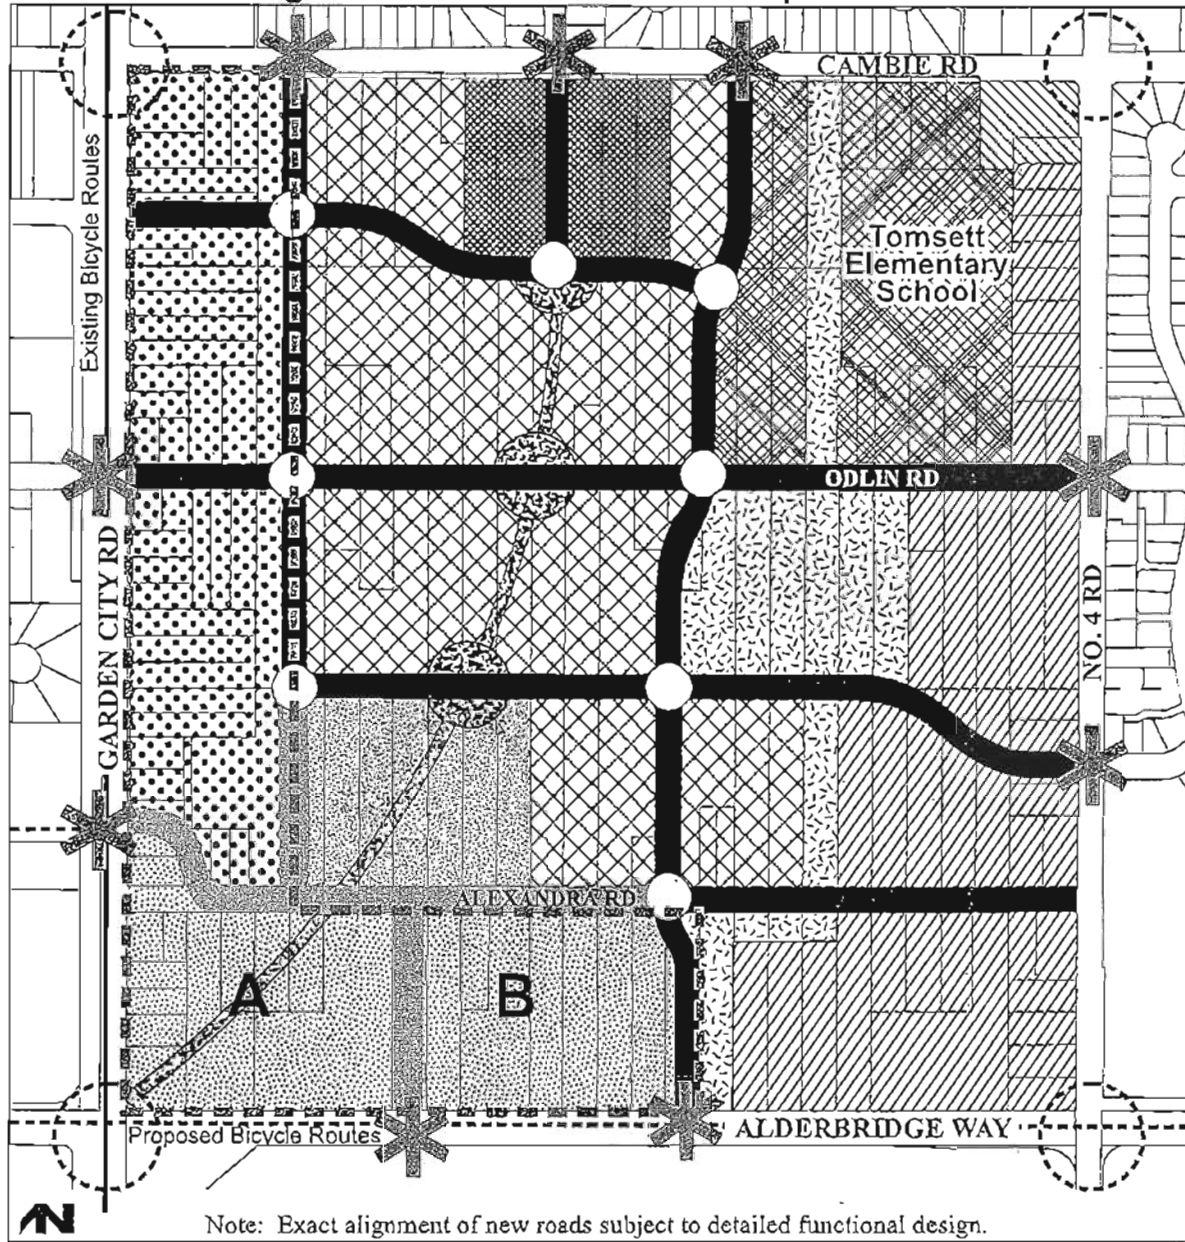 CAMBIE RD
Existing Bicycle Routes
Tomsett
Elementary
School
ODLIN RD
GARDEN CITY RD
NO. 4 RD
ALEXANDRA RD
A
B
Proposed Bicycle Routes
ALDERBRIDGE WAY
N
Note: Exact alignment of new roads subject to detailed functional design.